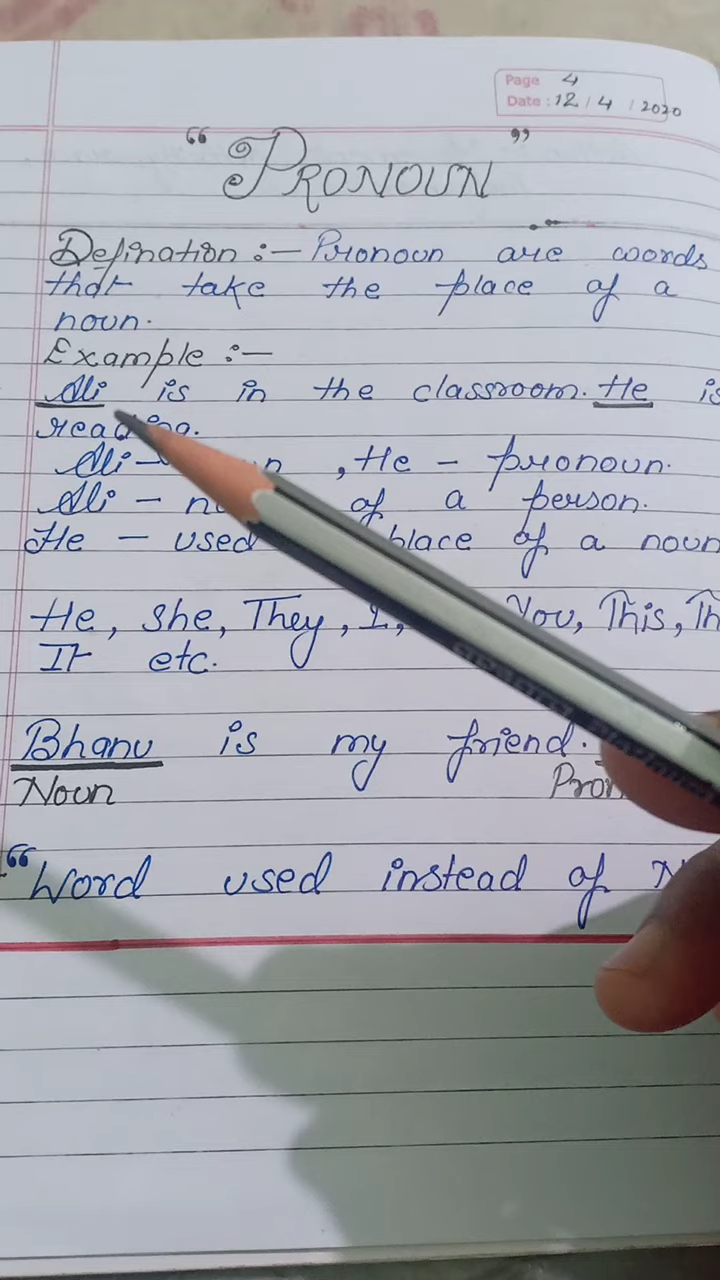 Page 4
Date : 12 / 4 / 2020
“ PRONOUN ”
Defination :— Pronoun are words
that take the place of a
noun.
Example :—
Ali is in the classroom. He is
reading.
Ali – , He – pronoun.
Ali – of a person.
He – used place of a noun
He, she, They, I, You, This,
It etc.
Bhanu is my friend.
Noun
“Word used instead of